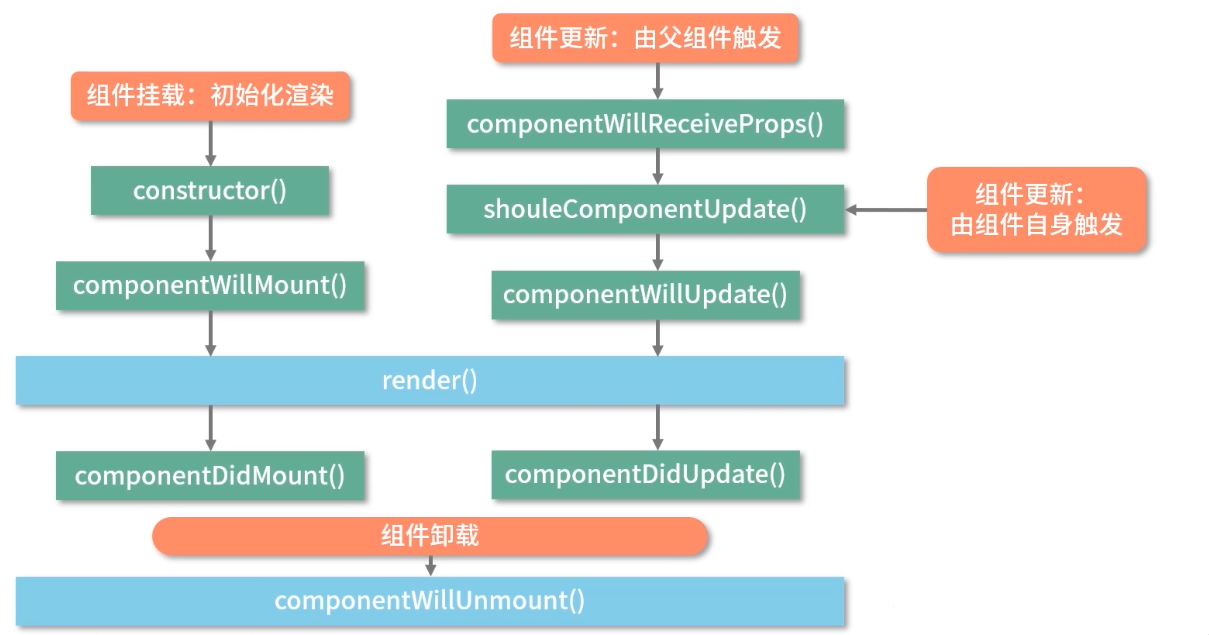 组件更新：由父组件触发
组件挂载：初始化渲染
componentWillReceiveProps()
constructor()
shouleComponentUpdate()
组件更新：
由组件自身触发
componentWillMount()
componentWillUpdate()
render()
componentDidMount()
componentDidUpdate()
组件卸载
componentWillUnmount()